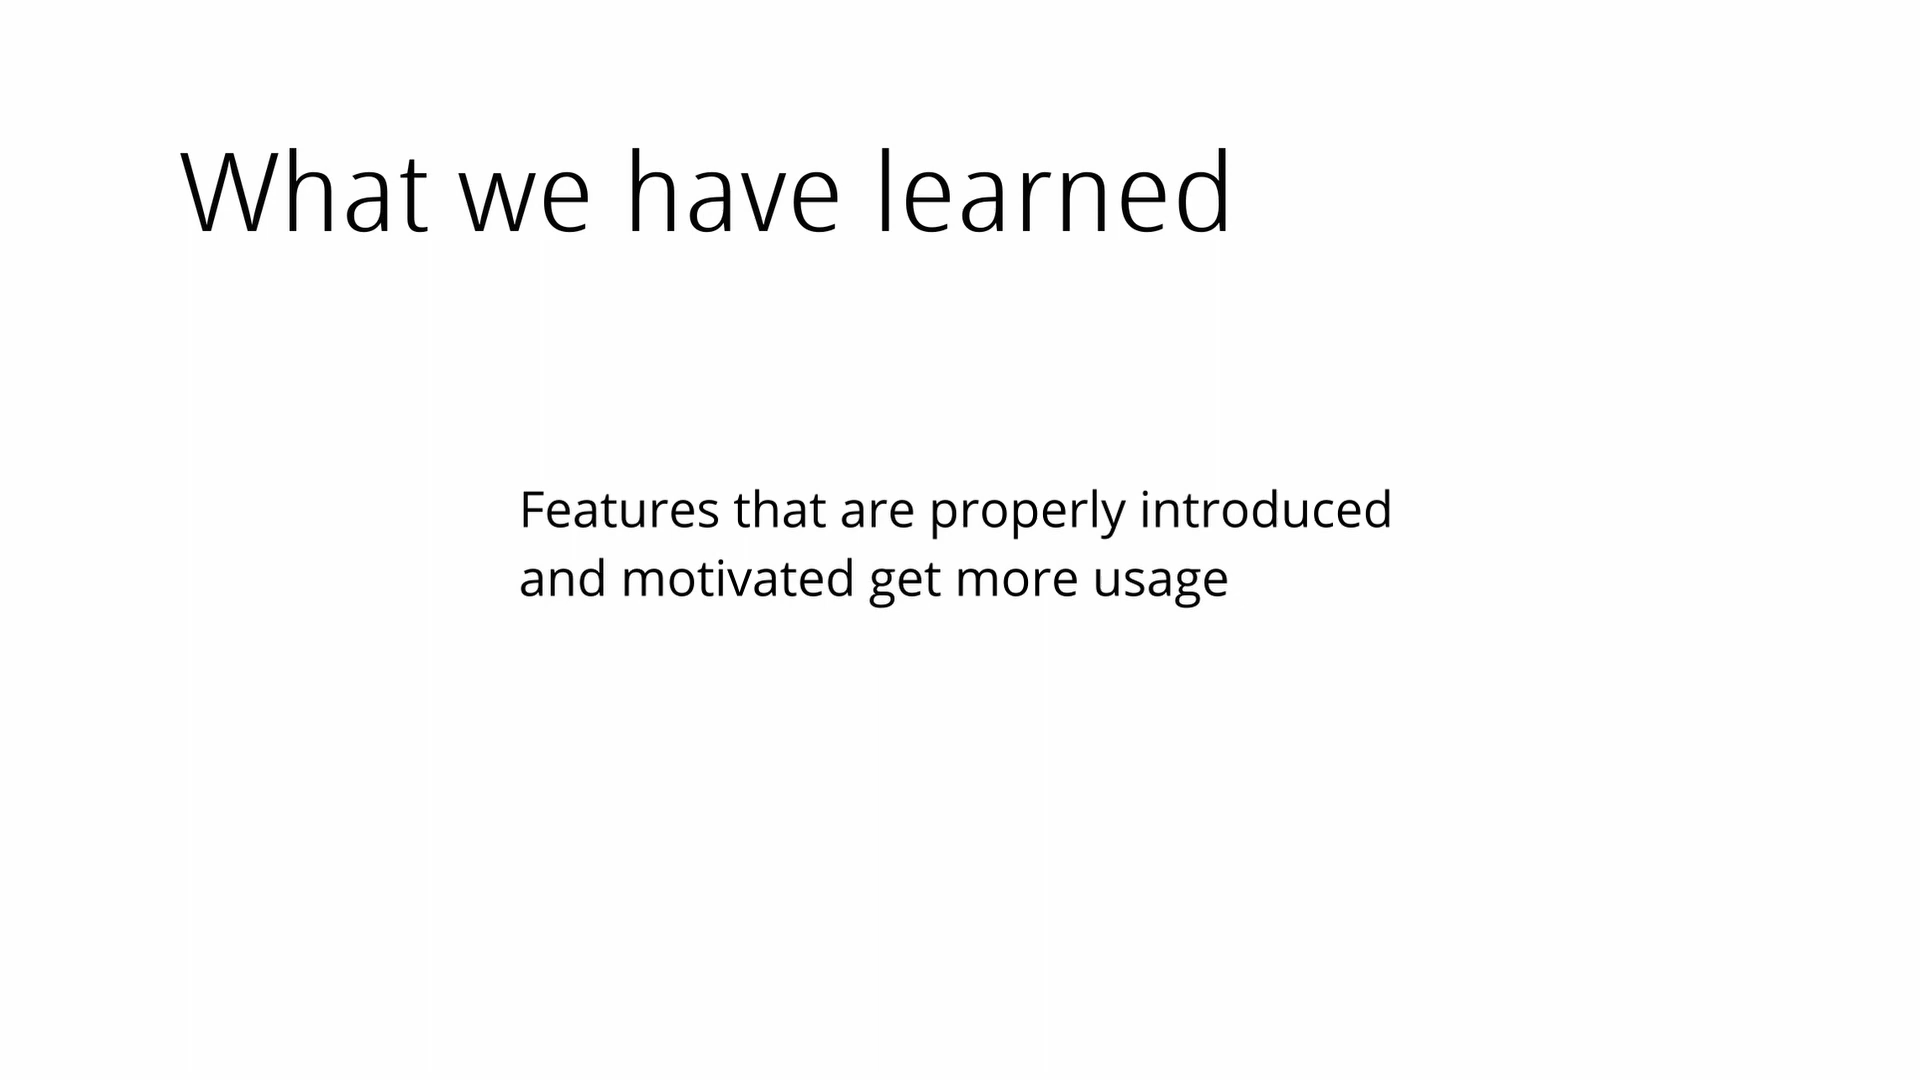 What we have learned
Features that are properly introduced
and motivated get more usage